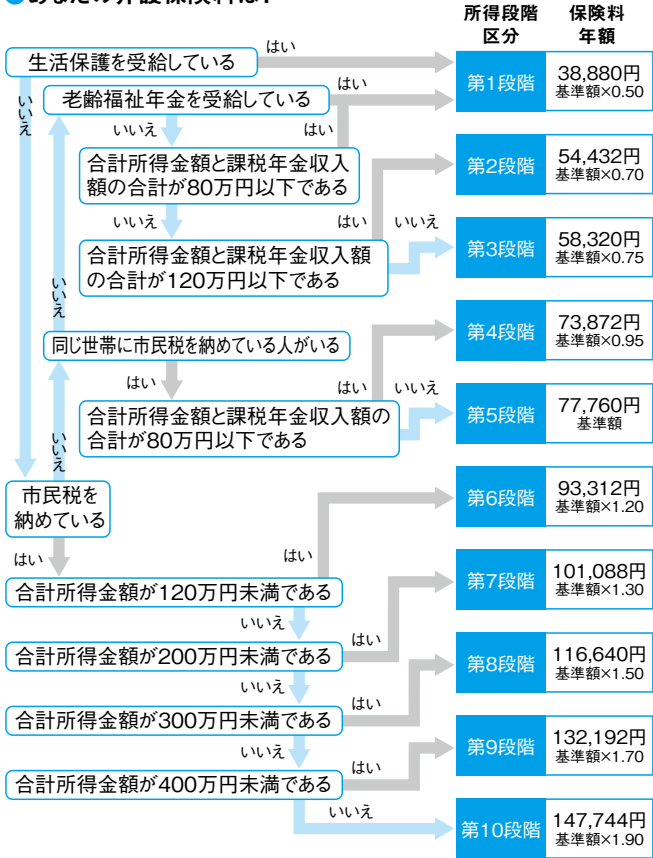 所得段階 保険料
区分 年額
生活保護を受給している
はい
いいえ
第1段階
38,880円
基準額×0.50
老齢福祉年金を受給している
はい
いいえ
はい
合計所得金額と課税年金収入
額の合計が80万円以下である
第2段階
54,432円
基準額×0.70
いいえ
はい
いいえ
合計所得金額と課税年金収入額
の合計が120万円以下である
第3段階
58,320円
基準額×0.75
いいえ
同じ世帯に市民税を納めている人がいる
第4段階
73,872円
基準額×0.95
はい
はい
いいえ
合計所得金額と課税年金収入額の
合計が80万円以下である
第5段階
77,760円
基準額
いいえ
市民税を
納めている
第6段階
93,312円
基準額×1.20
はい
はい
合計所得金額が120万円未満である
第7段階
101,088円
基準額×1.30
いいえ
はい
合計所得金額が200万円未満である
第8段階
116,640円
基準額×1.50
いいえ
はい
合計所得金額が300万円未満である
第9段階
132,192円
基準額×1.70
いいえ
はい
合計所得金額が400万円未満である
いいえ
第10段階
147,744円
基準額×1.90